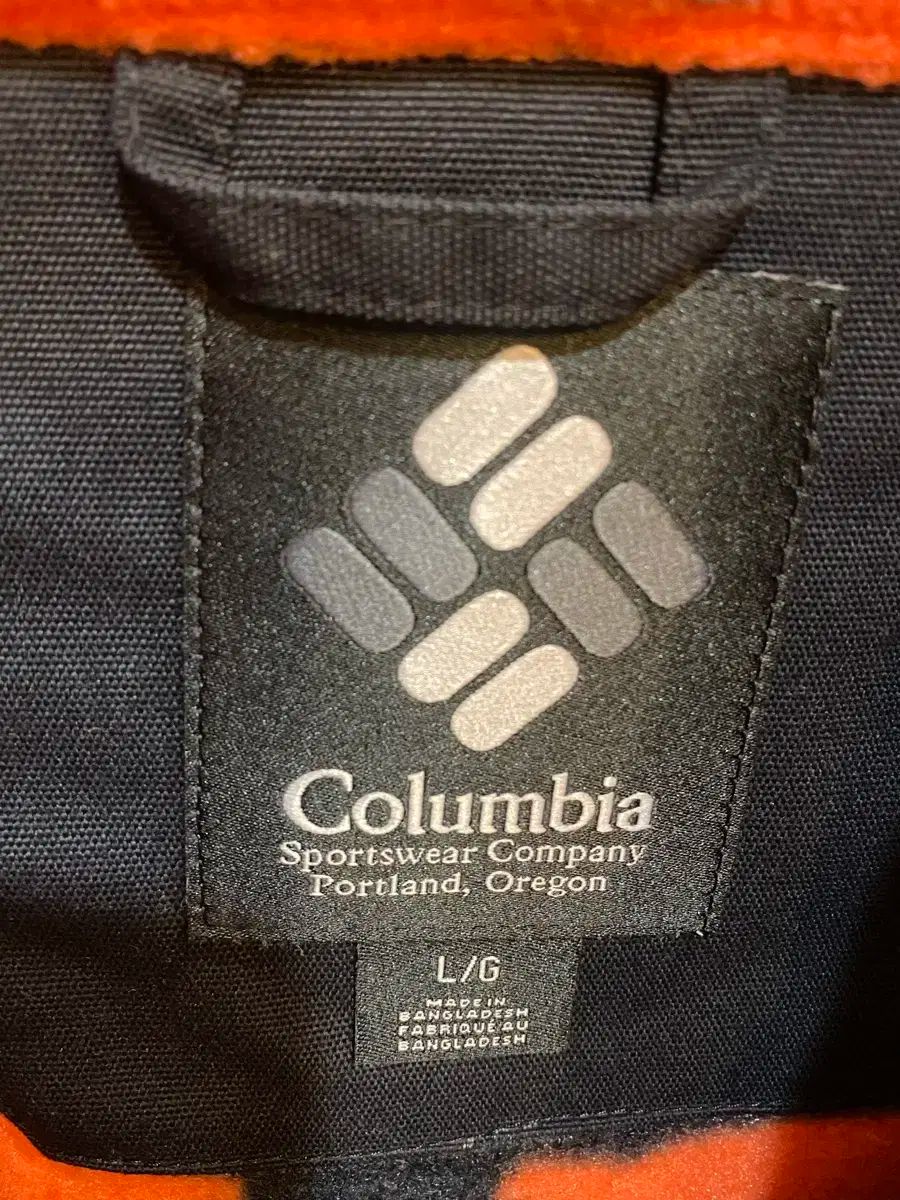 Columbia
Sportswear Company
Portland, Oregon
L/G
MADE IN
BANGLADESH
FABRIQUÉ AU
BANGLADESH